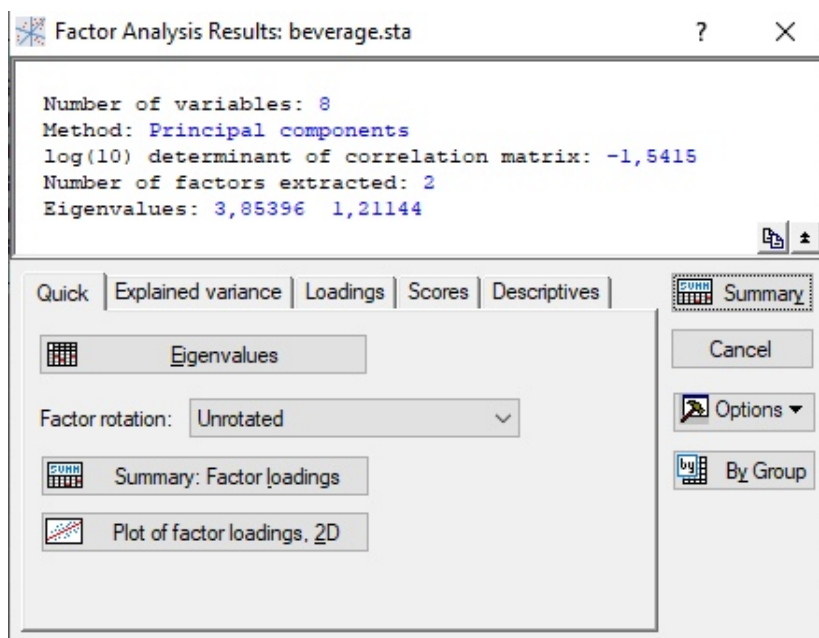 Factor Analysis Results: beverage.sta
?
Number of variables: 8
Method: Principal components
log(10) determinant of correlation matrix: -1,5415
Number of factors extracted: 2
Eigenvalues: 3,85396 1,21144
Quick
Explained variance
Loadings
Scores
Descriptives
Summary
Eigenvalues
Cancel
Factor rotation: Unrotated
Options
Summary: Factor loadings
By Group
Plot of factor loadings, 2D